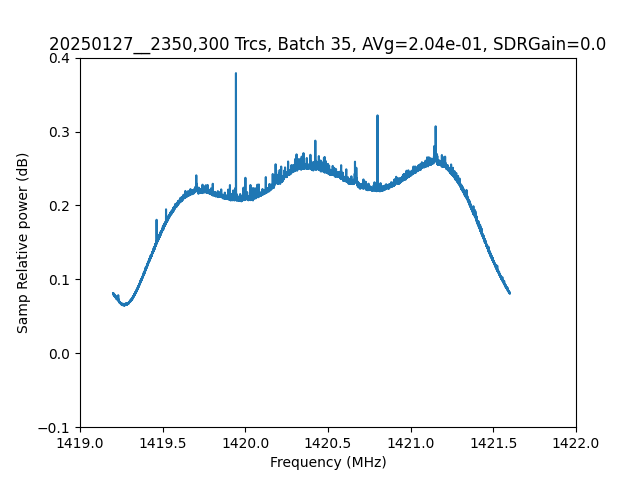 20250127__2350,300 Trcs, Batch 35, AVg=2.04e-01, SDRGain=0.0
0.4
0.3
0.2
0.1
0.0
−0.1
Samp Relative power (dB)
1419.0 1419.5 1420.0 1420.5 1421.0 1421.5 1422.0
Frequency (MHz)